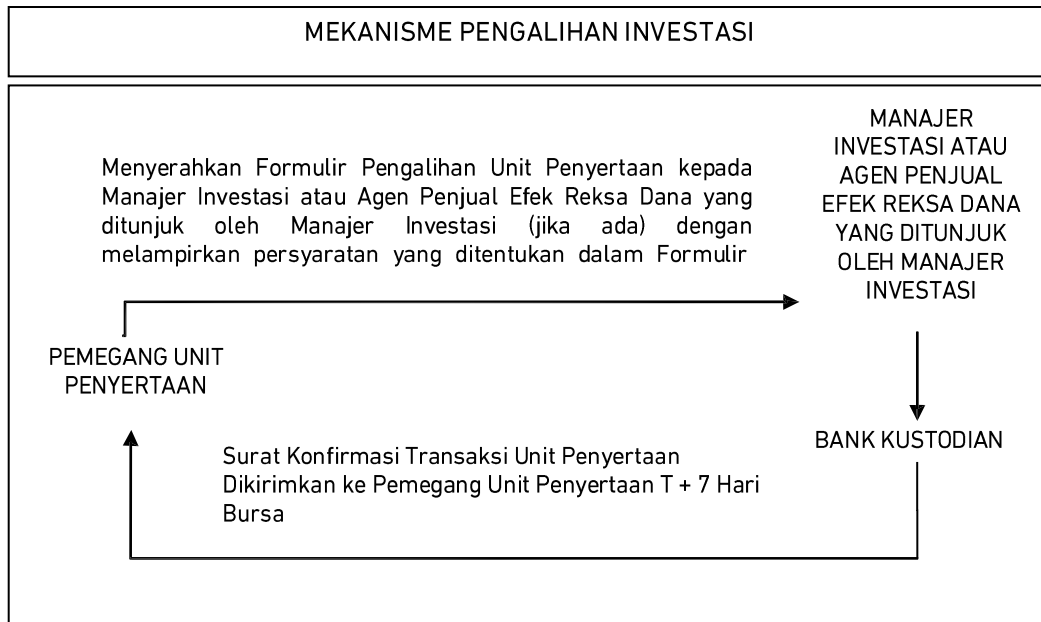 MEKANISME PENGALIHAN INVESTASI
Menyerahkan Formulir Pengalihan Unit Penyertaan kepada
Manajer Investasi atau Agen Penjual Efek Reksa Dana yang
ditunjuk oleh Manajer Investasi (jika ada) dengan
melampirkan persyaratan yang ditentukan dalam Formulir
MANAJER
INVESTASI ATAU
AGEN PENJUAL
EFEK REKSA DANA
YANG DITUNJUK
OLEH MANAJER
INVESTASI
PEMEGANG UNIT
PENYERTAAN
BANK KUSTODIAN
Surat Konfirmasi Transaksi Unit Penyertaan
Dikirimkan ke Pemegang Unit Penyertaan T + 7 Hari
Bursa